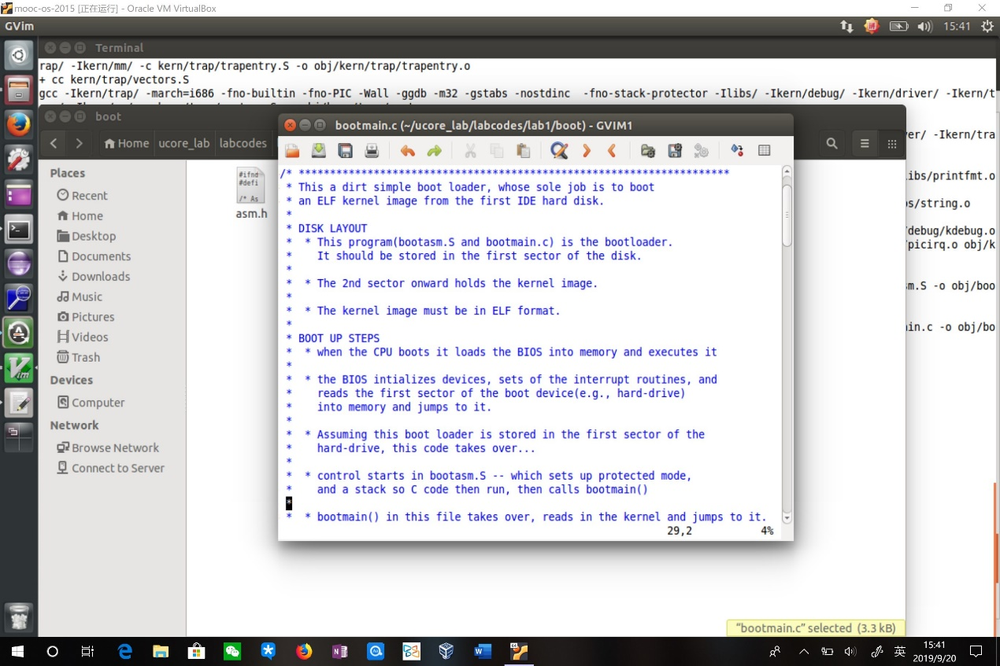 mooc-os-2015 [正在运行] - Oracle VM VirtualBox
GVim
15:41
Terminal
rap/ -Ikern/mm/ -c kern/trap/trapentry.S -o obj/kern/trap/trapentry.o
+ cc kern/trap/vectors.S
gcc -Ikern/trap/ -march=i686 -fno-builtin -fno-PIC -Wall -ggdb -m32 -gstabs -nostdinc  -fno-stack-protector -Ilibs/ -Ikern/debug/ -Ikern/driver/ -Ikern/t
boot
Home ucore_lab labcodes
Places
Recent
Home
Desktop
Documents
Downloads
Music
Pictures
Videos
Trash
Devices
Computer
Network
Browse Network
Connect to Server
#ifnd
#defi
/* As
asm.h
bootmain.c (~/ucore_lab/labcodes/lab1/boot) - GVIM1
/* *********************************************************************
 * This a dirt simple boot loader, whose sole job is to boot
 * an ELF kernel image from the first IDE hard disk.
 *
 * DISK LAYOUT
 *  * This program(bootasm.S and bootmain.c) is the bootloader.
 *    It should be stored in the first sector of the disk.
 *
 *  * The 2nd sector onward holds the kernel image.
 *
 *  * The kernel image must be in ELF format.
 *
 * BOOT UP STEPS
 *  * when the CPU boots it loads the BIOS into memory and executes it
 *
 *  * the BIOS intializes devices, sets of the interrupt routines, and
 *    reads the first sector of the boot device(e.g., hard-drive)
 *    into memory and jumps to it.
 *
 *  * Assuming this boot loader is stored in the first sector of the
 *    hard-drive, this code takes over...
 *
 *  * control starts in bootasm.S -- which sets up protected mode,
 *    and a stack so C code then run, then calls bootmain()
 *
 *  * bootmain() in this file takes over, reads in the kernel and jumps to it.
29,2 4%
er/ -Ikern/tra
ibs/printfmt.o
s/string.o
/debug/kdebug.o
/picirq.o obj/k
m.S -o obj/boo
in.c -o obj/bo
“bootmain.c” selected (3.3 kB)
英
15:41
2019/9/20